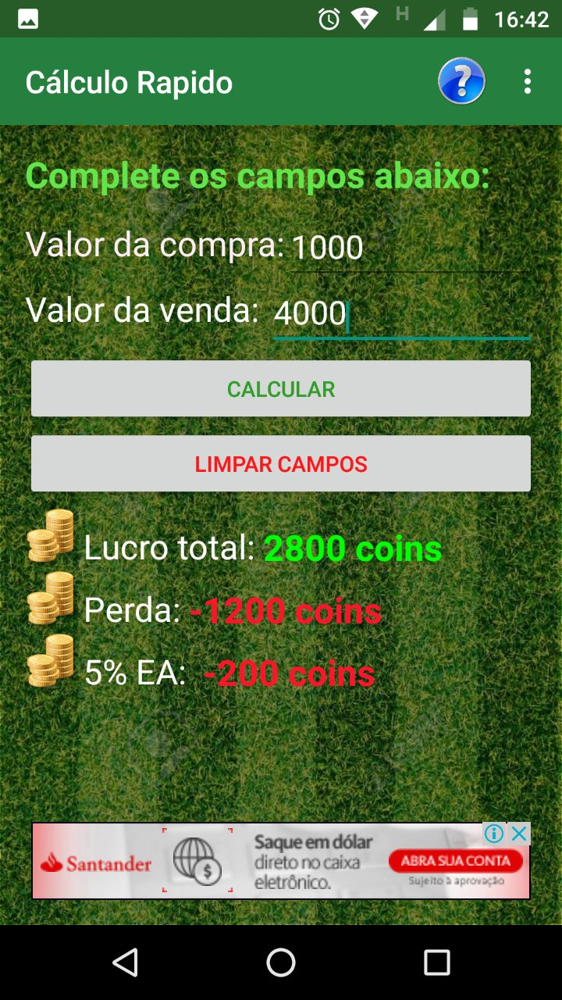 H 16:42
Cálculo Rapido
Complete os campos abaixo:
Valor da compra: 1000
Valor da venda: 4000
CALCULAR
LIMPAR CAMPOS
Lucro total: 2800 coins
Perda: -1200 coins
5% EA: -200 coins
Santander
Saque em dólar
direto no caixa
eletrônico.
ABRA SUA CONTA
Sujeito à aprovação